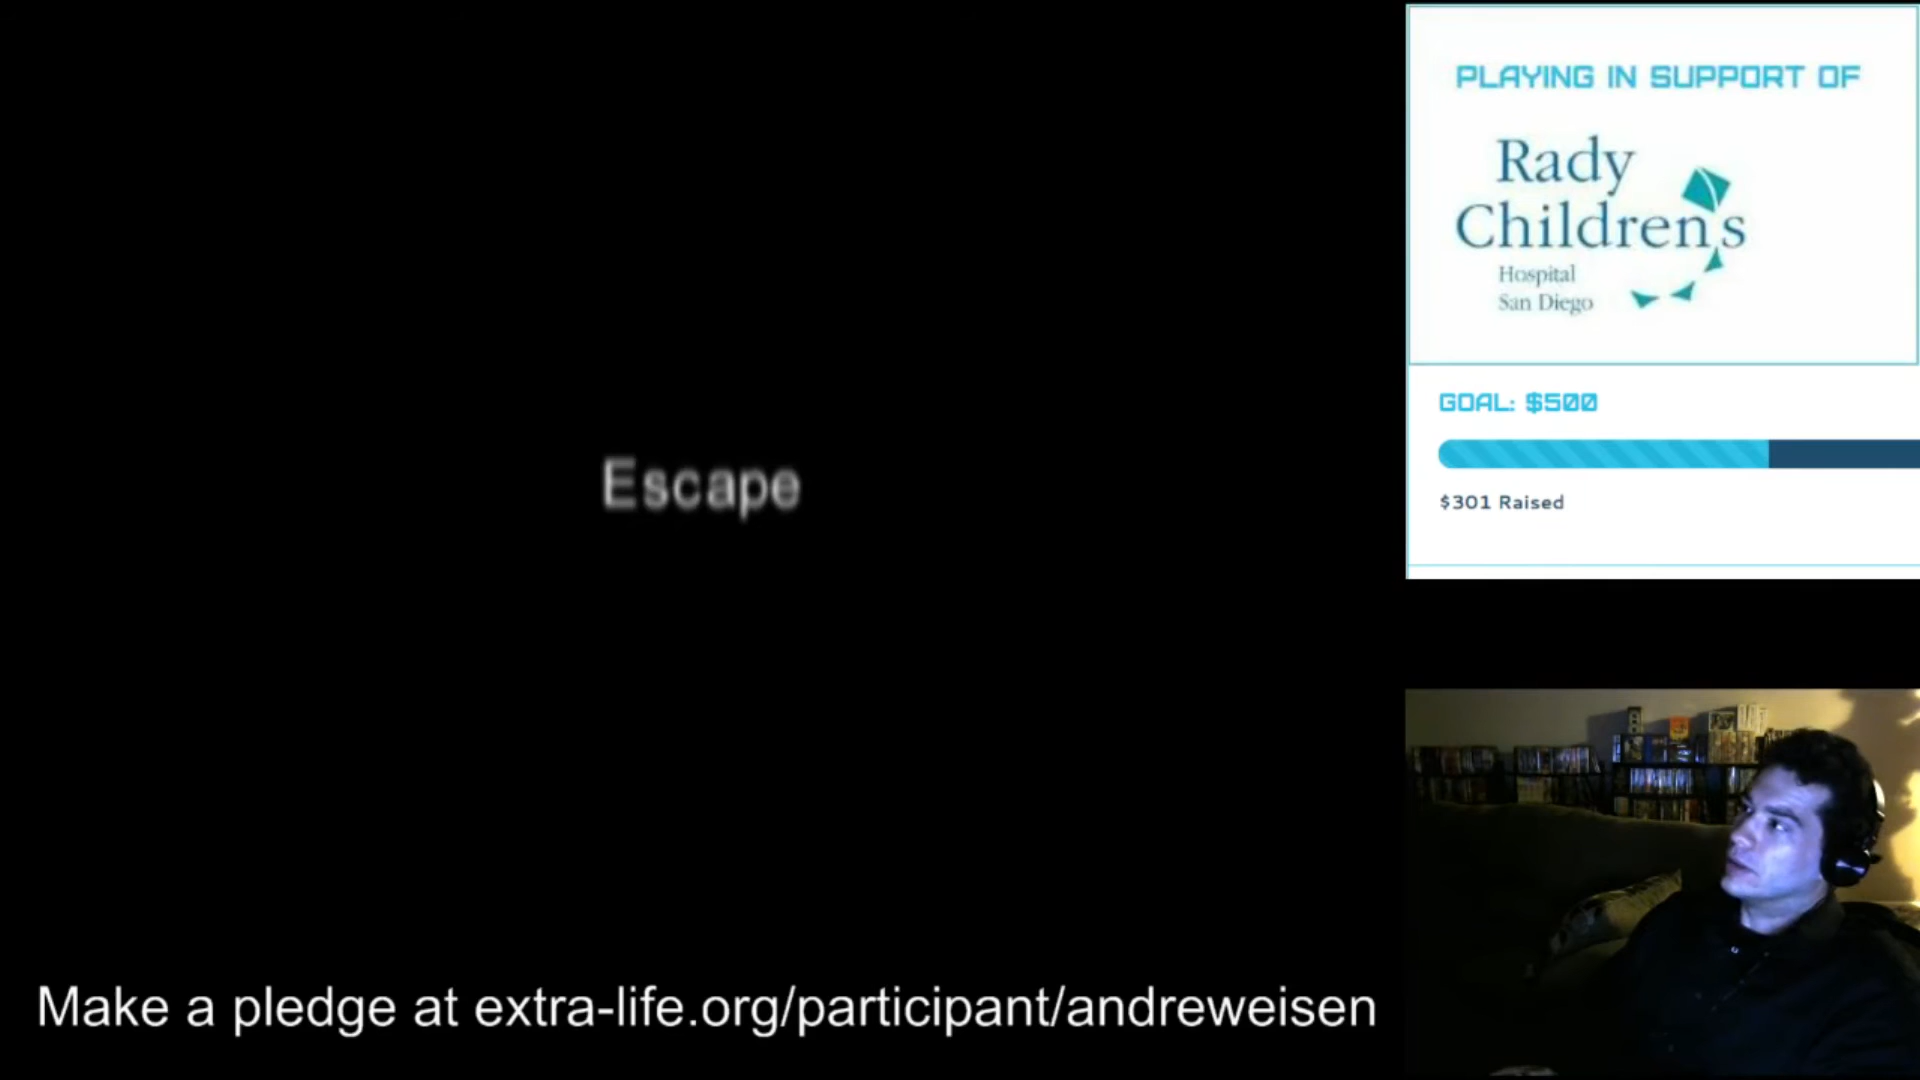 PLAYING IN SUPPORT OF
Rady
Children's
Hospital
San Diego
GOAL: $500
$301 Raised
Escape
Make a pledge at extra-life.org/participant/andreweisen